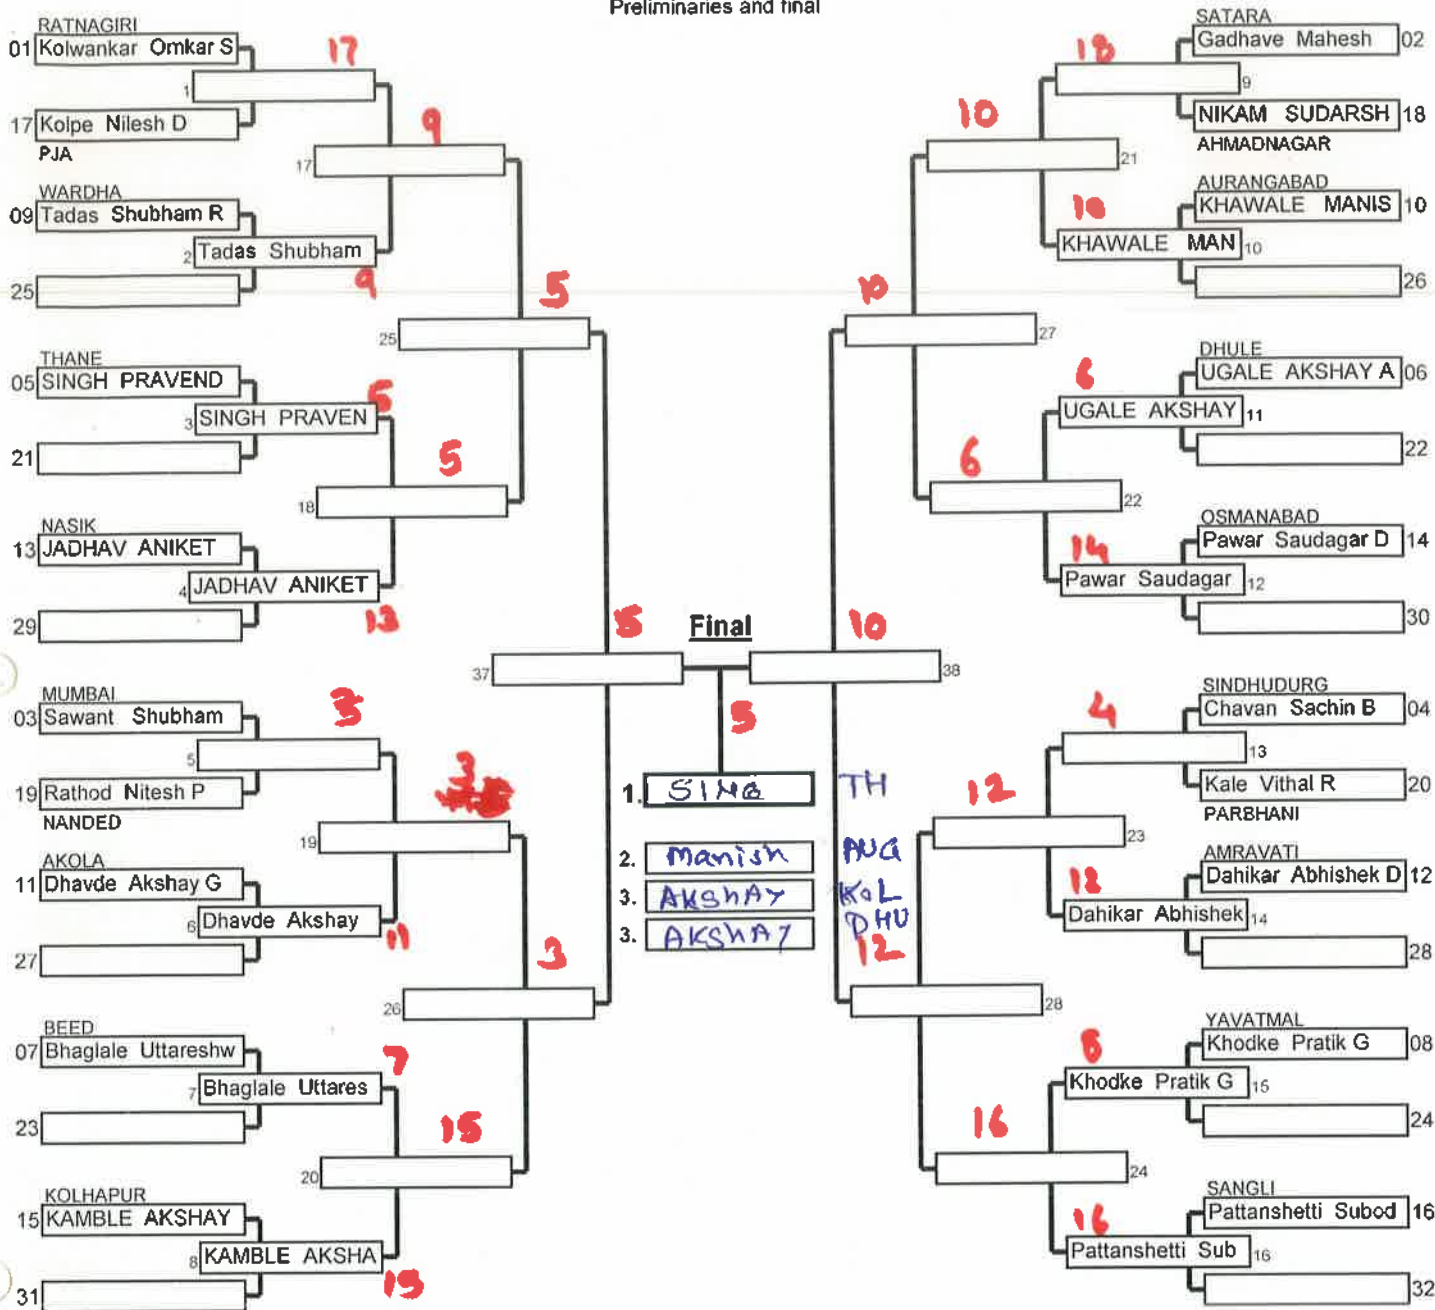 Preliminaries and final
RATNAGIRI
01 Kolwankar Omkar S
17
1
17 Kolpe Nilesh D
PJA
9
17
WARDHA
09 Tadas Shubham R
2 Tadas Shubham
9
25
5
25
THANE
05 SINGH PRAVEND
5
3 SINGH PRAVEN
21
5
18
NASIK
13 JADHAV ANIKET
4 JADHAV ANIKET
29
13
5
37
MUMBAI
03 Sawant Shubham
3
5
19 Rathod Nitesh P
NANDED
3
19
AKOLA
11 Dhavde Akshay G
6 Dhavde Akshay
11
27
3
26
BEED
07 Bhaglale Uttareshw
7
7 Bhaglale Uttares
23
15
20
KOLHAPUR
15 KAMBLE AKSHAY
8 KAMBLE AKSHA
15
31
Final
5
1. SING TH
2. Manish AUG
3. AKSHAY KOL
3. AKSHAY DHU
SATARA
Gadhave Mahesh 02
18
9
NIKAM SUDARSH 18
AHMADNAGAR
10
21
AURANGABAD
KHAWALE MANIS 10
10
KHAWALE MAN 10
26
10
27
DHULE
UGALE AKSHAY A 06
6
UGALE AKSHAY 11
22
6
22
OSMANABAD
Pawar Saudagar D 14
14
Pawar Saudagar 12
30
10
38
SINDHUDURG
Chavan Sachin B 04
4
13
Kale Vithal R 20
PARBHANI
12
23
AMRAVATI
Dahikar Abhishek D 12
12
Dahikar Abhishek 14
28
12
28
YAVATMAL
Khodke Pratik G 08
8
Khodke Pratik G 15
24
16
24
SANGLI
Pattanshetti Subod 16
16
Pattanshetti Sub 16
32